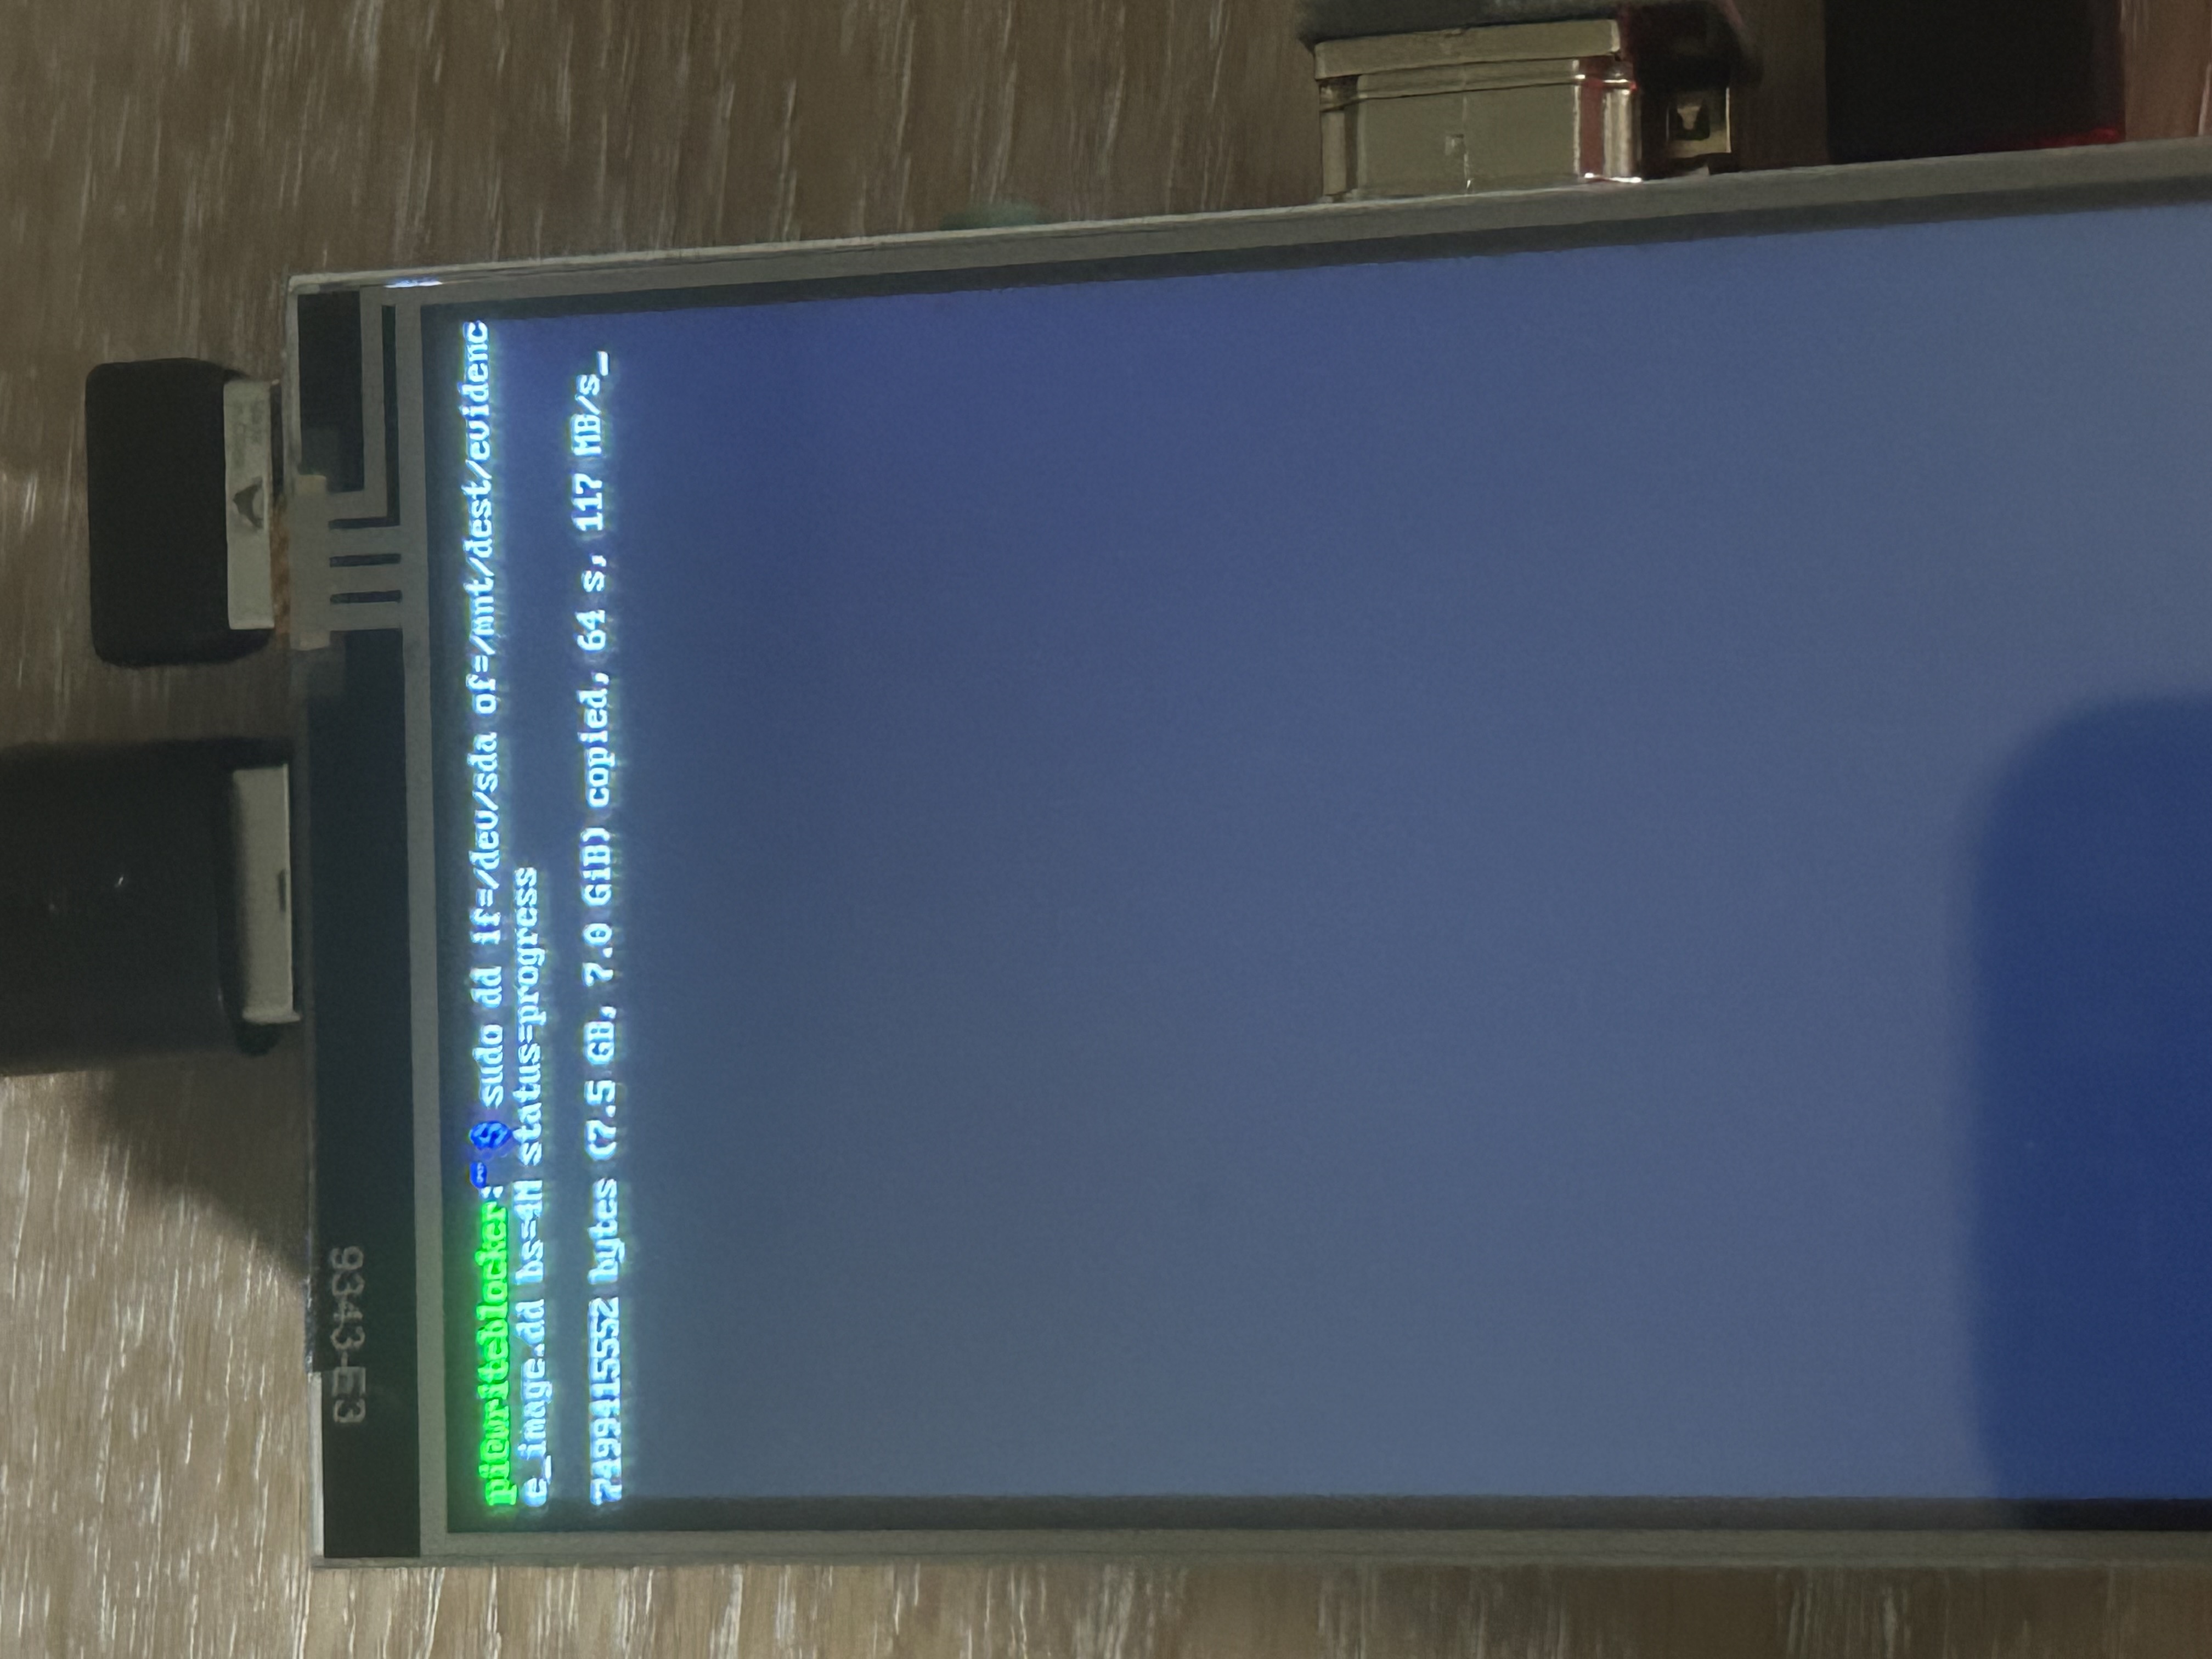 9343-E3
pi@writeblocker:~ $ sudo dd if=/dev/sda of=/mnt/dest/evidenc
e_image.dd bs=4M status=progress
7499415552 bytes (7.5 GB, 7.0 GiB) copied, 64 s, 117 MB/s_